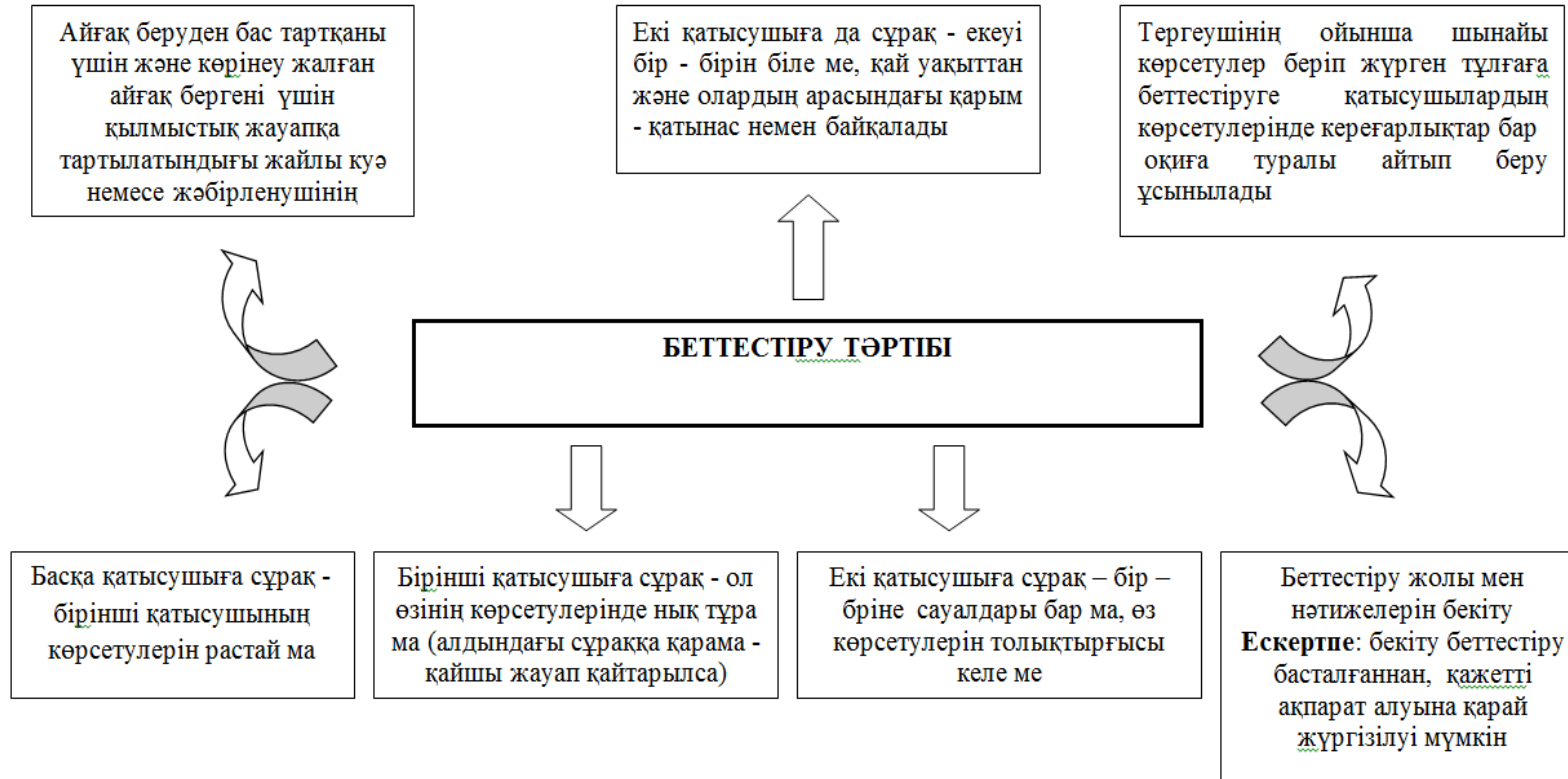 Айғақ беруден бас тартқаны
үшін және көрінеу жалған
айғақ бергені үшін
қылмыстық жауапқа
тартылатындығы жайлы куә
немесе жәбірленушінің
Екі қатысушыға да сұрақ - екеуі
бір - бірін біле ме, қай уақыттан
және олардың арасындағы қарым
- қатынас немен байқалады
Тергеушінің ойынша шынайы
көрсетулер беріп жүрген тұлғаға
беттестіруге қатысушылардың
көрсетулерінде кереғарлықтар бар
оқиға туралы айтып беру
ұсынылады
БЕТТЕСТІРУ ТӘРТІБІ
Басқа қатысушыға сұрақ -
бірінші қатысушының
көрсетулерін растай ма
Бірінші қатысушыға сұрақ - ол
өзінің көрсетулерінде нық тұра
ма (алдындағы сұраққа қарама -
қайшы жауап қайтарылса)
Екі қатысушыға сұрақ – бір –
бріне сауалдары бар ма, өз
көрсетулерін толықтырғысы
келе ме
Беттестіру жолы мен
нәтижелерін бекіту
Ескертпе: бекіту беттестіру
басталғаннан, қажетті
ақпарат алуына қарай
жүргізілуі мүмкін